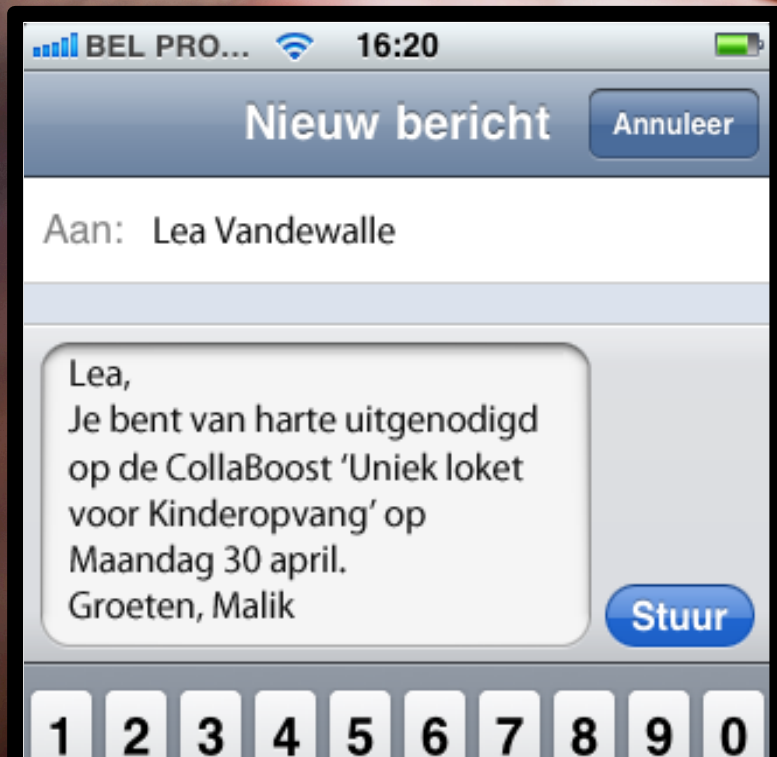 BEL PRO... 16:20
Nieuw bericht Annuleer
Aan: Lea Vandewalle
Lea,
Je bent van harte uitgenodigd
op de CollaBoost ‘Uniek loket
voor Kinderopvang’ op
Maandag 30 april.
Groeten, Malik
Stuur
1 2 3 4 5 6 7 8 9 0